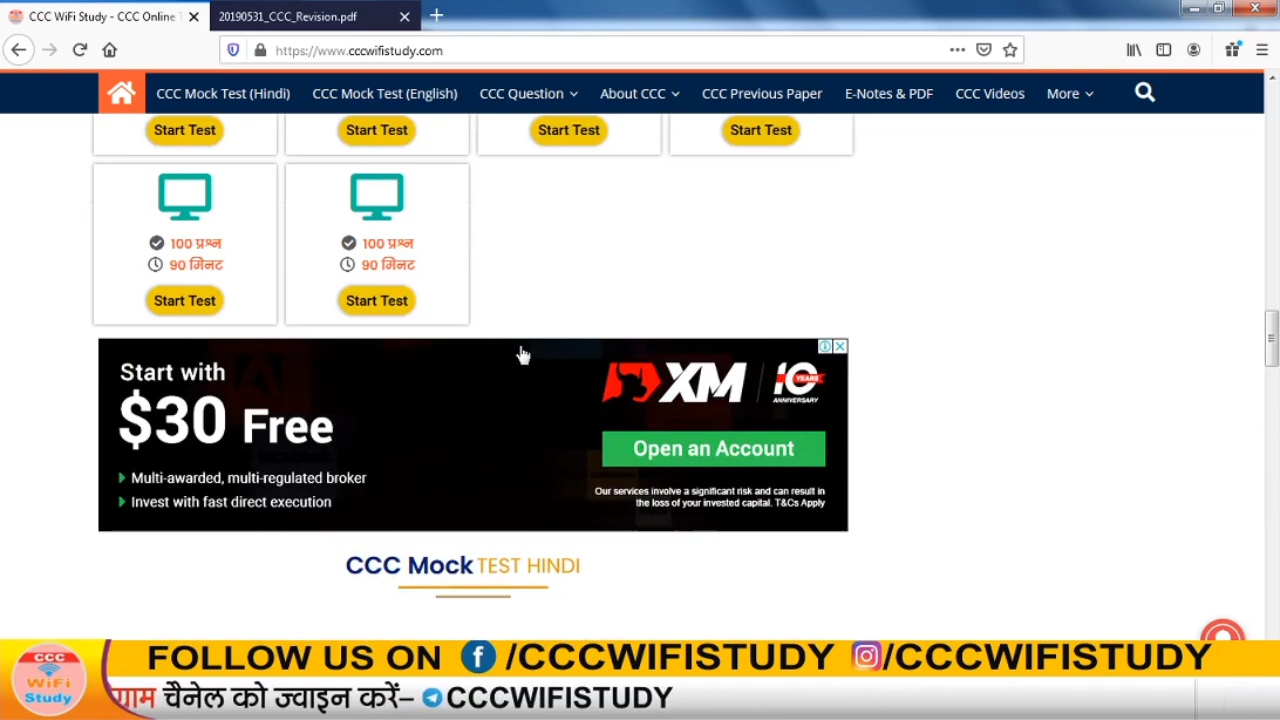 CCC WiFi Study - CCC Online T
20190531_CCC_Revision.pdf
https://www.cccwifistudy.com
CCC Mock Test (Hindi)
CCC Mock Test (English)
CCC Question
About CCC
CCC Previous Paper
E-Notes & PDF
CCC Videos
More
Start Test
Start Test
Start Test
Start Test
100 प्रश्न
90 मिनट
Start Test
100 प्रश्न
90 मिनट
Start Test
Start with
$30 Free
Multi-awarded, multi-regulated broker
Invest with fast direct execution
XM
10 YEARS
ANNIVERSARY
Open an Account
Our services involve a significant risk and can result in
the loss of your invested capital. T&Cs Apply
CCC Mock TEST HINDI
CCC
WiFi
Study
FOLLOW US ON f /CCCWIFISTUDY /CCCWIFISTUDY
ग्राम चैनेल को ज्वाइन करें– CCCWIFISTUDY